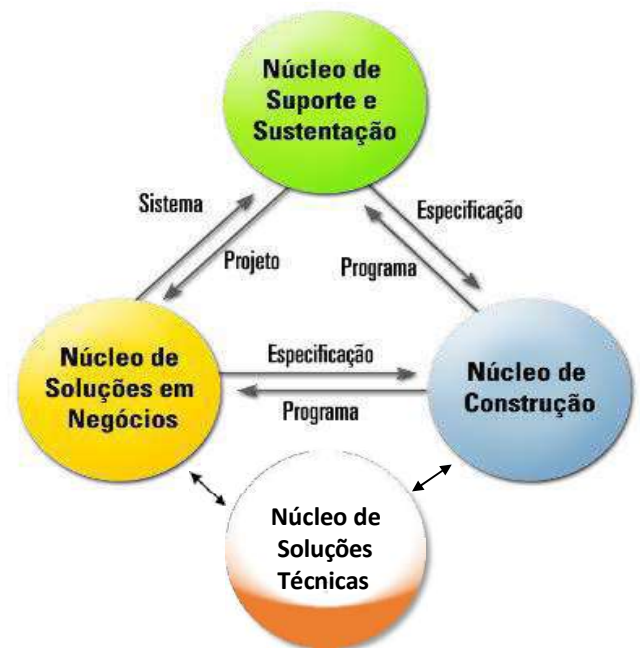 Núcleo de
Suporte e
Sustentação
Sistema
Especificação
Projeto
Programa
Núcleo de
Soluções em
Negócios
Especificação
Programa
Núcleo de
Construção
Núcleo de
Soluções
Técnicas